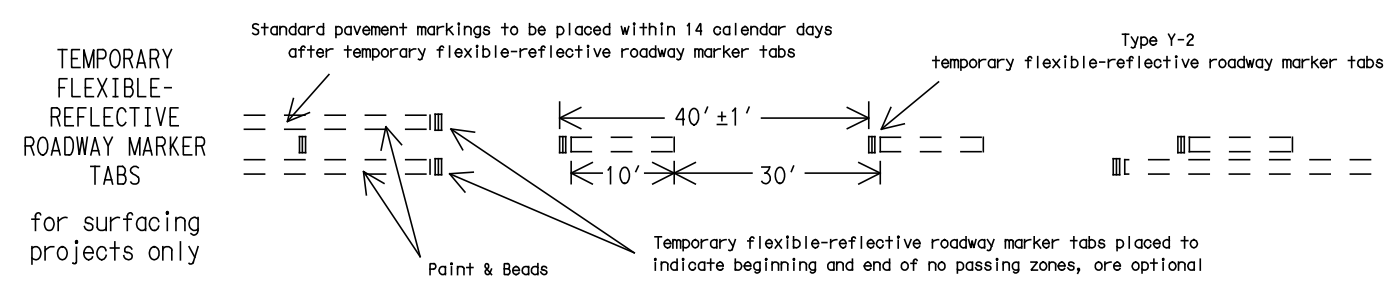 Standard pavement markings to be placed within 14 calendar days
after temporary flexible-reflective roadway marker tabs
TEMPORARY
FLEXIBLE-
REFLECTIVE
ROADWAY MARKER
TABS
for surfacing
projects only
Type Y-2
temporary flexible-reflective roadway marker tabs
40' ±1'
10'
30'
Paint & Beads
Temporary flexible-reflective roadway marker tabs placed to
indicate beginning and end of no passing zones, ore optional